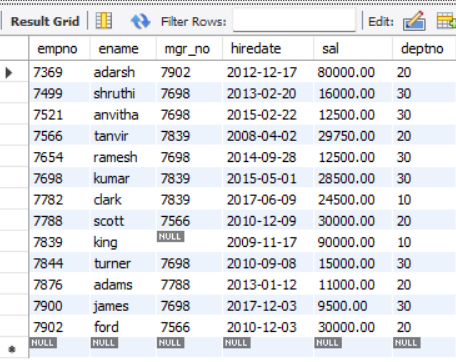 Result Grid Filter Rows: Edit:
empno ename mgr_no hiredate sal deptno
7369 adarsh 7902 2012-12-17 80000.00 20
7499 shruthi 7698 2013-02-20 16000.00 30
7521 anvitha 7698 2015-02-22 12500.00 30
7566 tanvir 7839 2008-04-02 29750.00 20
7654 ramesh 7698 2014-09-28 12500.00 30
7698 kumar 7839 2015-05-01 28500.00 30
7782 clark 7839 2017-06-09 24500.00 10
7788 scott 7566 2010-12-09 30000.00 20
7839 king NULL 2009-11-17 90000.00 10
7844 turner 7698 2010-09-08 15000.00 30
7876 adams 7788 2013-01-12 11000.00 20
7900 james 7698 2017-12-03 9500.00 30
7902 ford 7566 2010-12-03 30000.00 20
NULL NULL NULL NULL NULL NULL